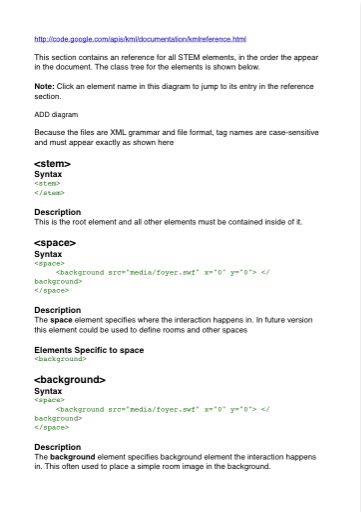 http://code.google.com/apis/kml/documentation/kmlreference.html
This section contains an reference for all STEM elements, in the order the appear
in the document. The class tree for the elements is shown below.
Note: Click an element name in this diagram to jump to its entry in the reference
section.
ADD diagram
Because the files are XML grammar and file format, tag names are case-sensitive
and must appear exactly as shown here
<stem>
Syntax
<stem>
</stem>
Description
This is the root element and all other elements must be contained inside of it.
<space>
Syntax
<space>
<background src="media/foyer.swf" x="0" y="0"> </
background>
</space>
Description
The space element specifies where the interaction happens in. In future version
this element could be used to define rooms and other spaces
Elements Specific to space
<background>
<background>
Syntax
<space>
<background src="media/foyer.swf" x="0" y="0"> </
background>
</space>
Description
The background element specifies background element the interaction happens
in. This often used to place a simple room image in the background.